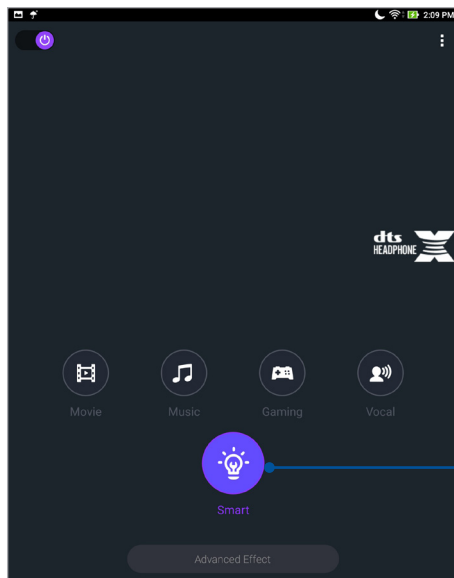 2:09 PM
dts
HEADPHONE X
Movie Music Gaming Vocal
Smart
Advanced Effect